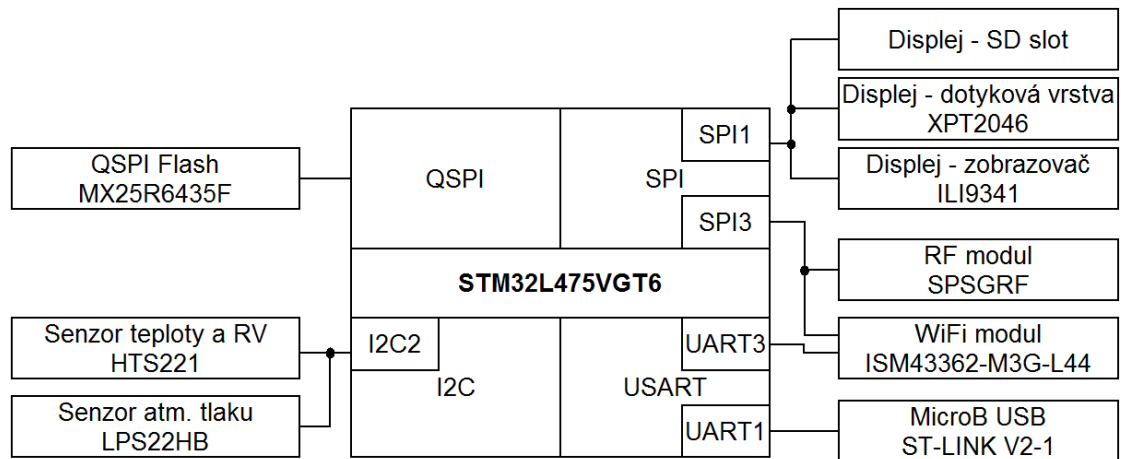 Displej - SD slot
Displej - dotyková vrstva
XPT2046
Displej - zobrazovač
ILI9341
QSPI Flash
MX25R6435F
QSPI
SPI
SPI1
SPI3
RF modul
SPSGRF
STM32L475VGT6
Senzor teploty a RV
HTS221
I2C2
I2C
USART
UART3
WiFi modul
ISM43362-M3G-L44
Senzor atm. tlaku
LPS22HB
UART1
MicroB USB
ST-LINK V2-1